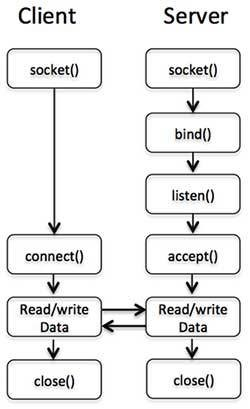 Client
Server
socket()
socket()
bind()
listen()
connect()
accept()
Read/write
Data
Read/write
Data
close()
close()